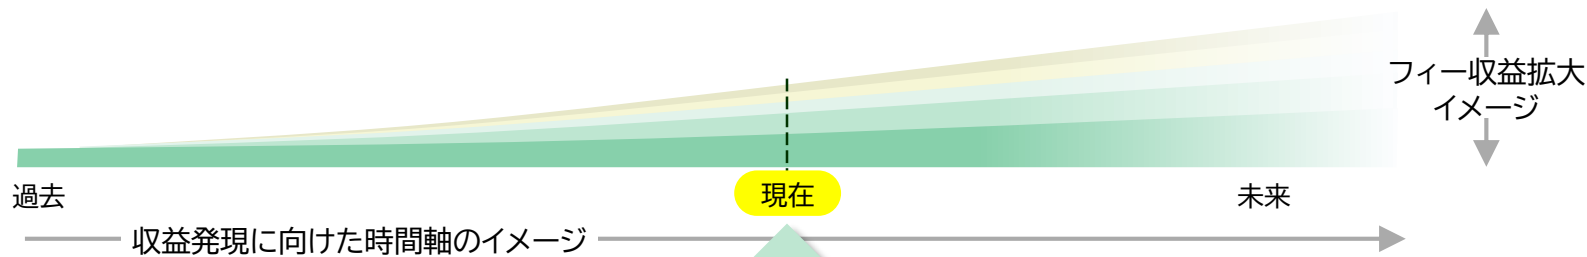 フィー収益拡大
イメージ
過去
現在
未来
収益発現に向けた時間軸のイメージ